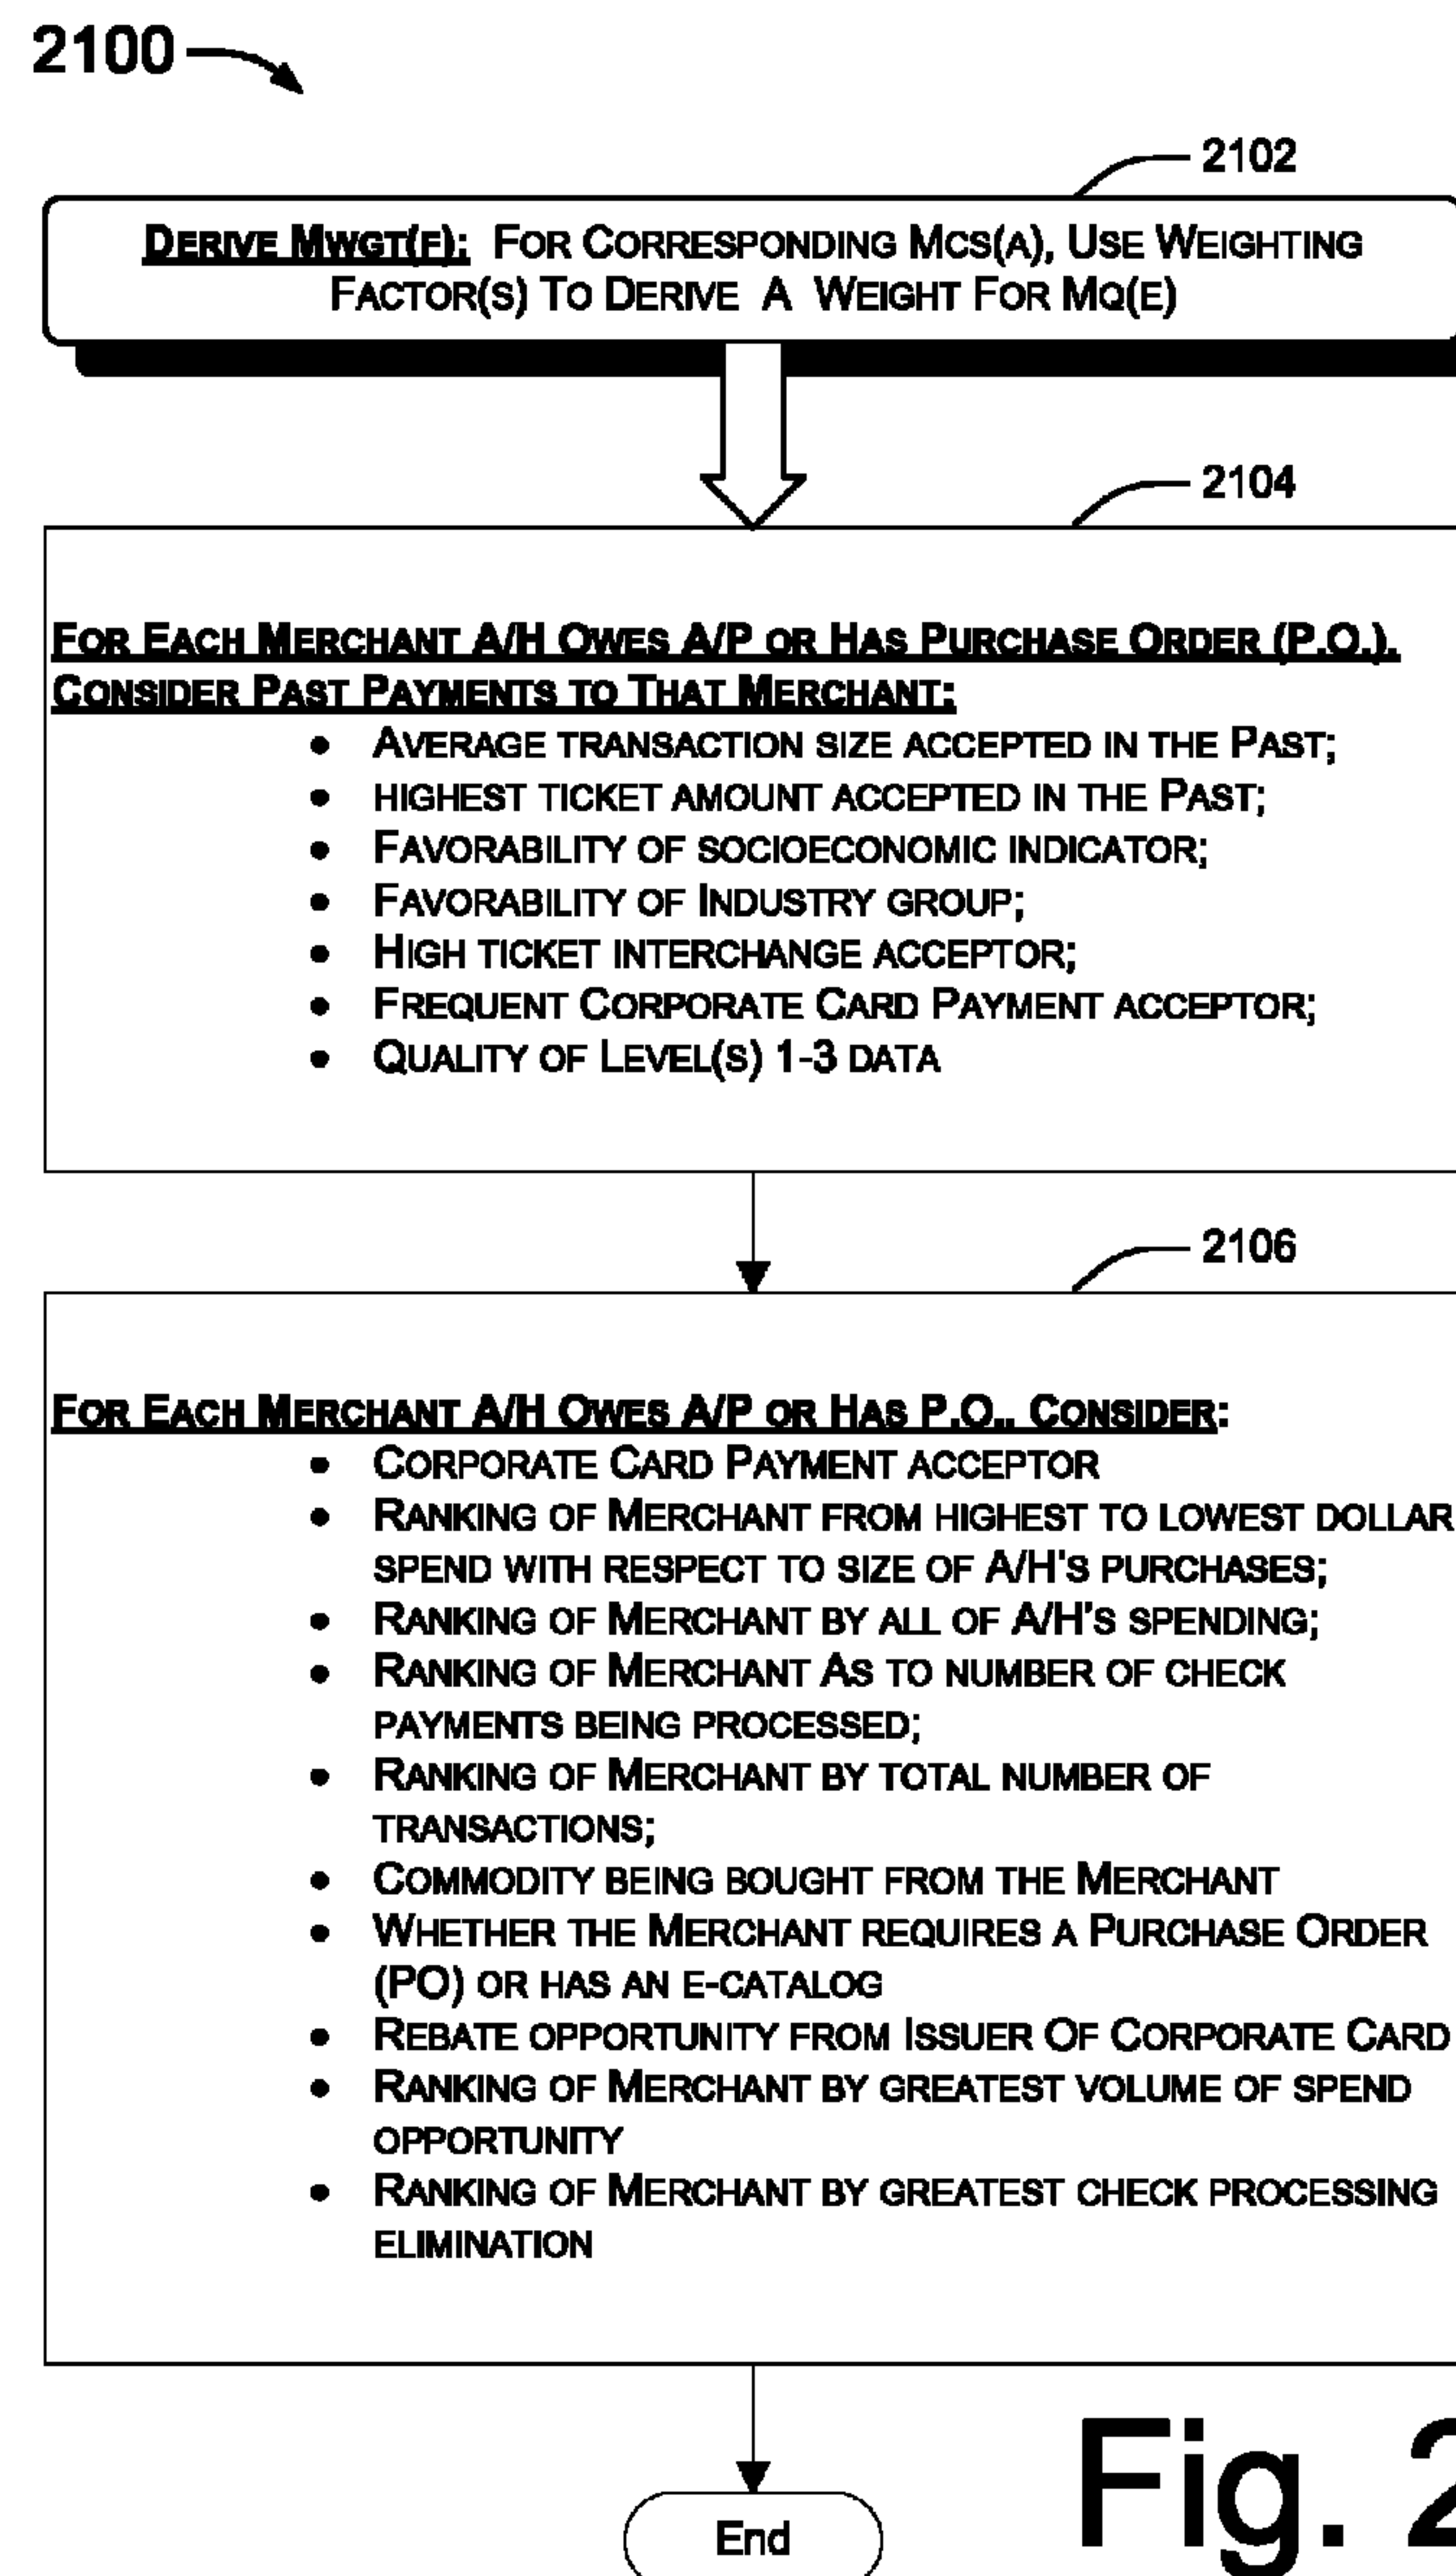 2100
2102
DERIVE MWGT(F): FOR CORRESPONDING MCS(A), USE WEIGHTING
FACTOR(S) TO DERIVE A WEIGHT FOR MQ(E)
2104
FOR EACH MERCHANT A/H OWES A/P OR HAS PURCHASE ORDER (P.O.),
CONSIDER PAST PAYMENTS TO THAT MERCHANT:
• AVERAGE TRANSACTION SIZE ACCEPTED IN THE PAST;
• HIGHEST TICKET AMOUNT ACCEPTED IN THE PAST;
• FAVORABILITY OF SOCIOECONOMIC INDICATOR;
• FAVORABILITY OF INDUSTRY GROUP;
• HIGH TICKET INTERCHANGE ACCEPTOR;
• FREQUENT CORPORATE CARD PAYMENT ACCEPTOR;
• QUALITY OF LEVEL(S) 1-3 DATA
2106
FOR EACH MERCHANT A/H OWES A/P OR HAS P.O., CONSIDER:
• CORPORATE CARD PAYMENT ACCEPTOR
• RANKING OF MERCHANT FROM HIGHEST TO LOWEST DOLLAR
SPEND WITH RESPECT TO SIZE OF A/H'S PURCHASES;
• RANKING OF MERCHANT BY ALL OF A/H'S SPENDING;
• RANKING OF MERCHANT AS TO NUMBER OF CHECK
PAYMENTS BEING PROCESSED;
• RANKING OF MERCHANT BY TOTAL NUMBER OF
TRANSACTIONS;
• COMMODITY BEING BOUGHT FROM THE MERCHANT
• WHETHER THE MERCHANT REQUIRES A PURCHASE ORDER
(PO) OR HAS AN E-CATALOG
• REBATE OPPORTUNITY FROM ISSUER OF CORPORATE CARD
• RANKING OF MERCHANT BY GREATEST VOLUME OF SPEND
OPPORTUNITY
• RANKING OF MERCHANT BY GREATEST CHECK PROCESSING
ELIMINATION
End
Fig.